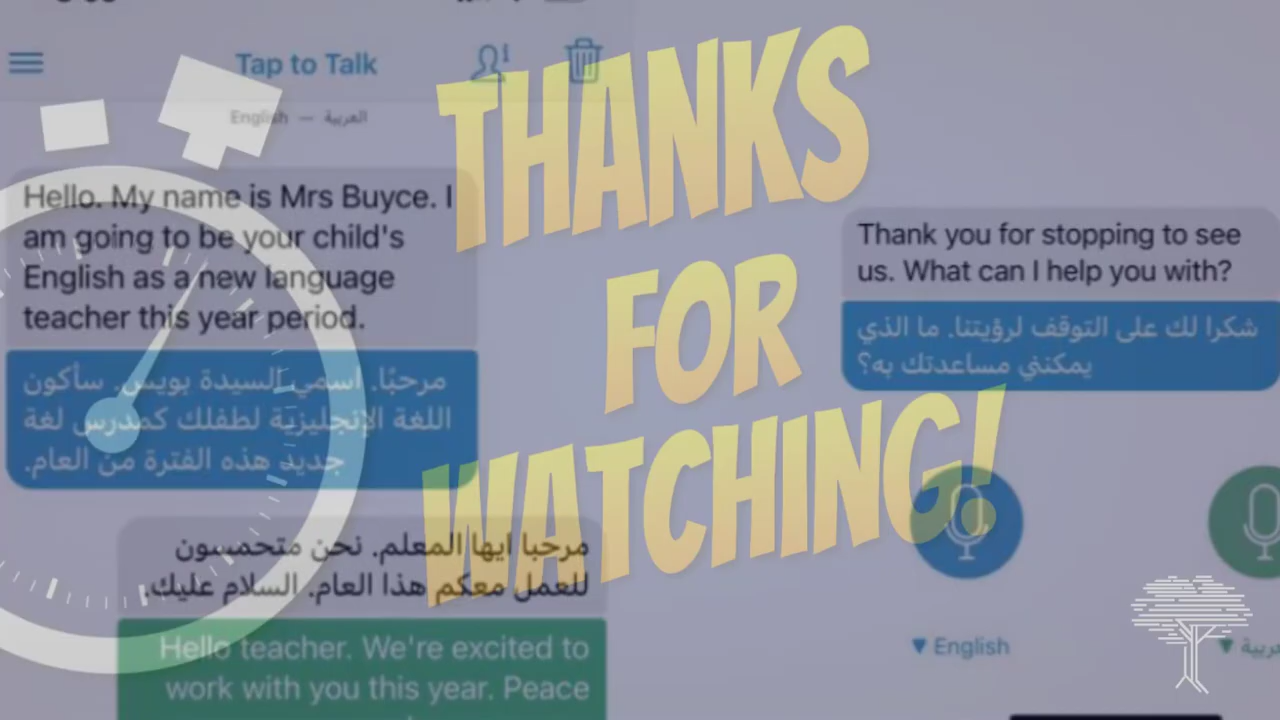 Tap to Talk
English — العربية
Hello. My name is Mrs Buyce. I
am going to be your child's
English as a new language
teacher this year period.
مرحبًا. اسمي السيدة بويس. سأكون
اللغة الإنجليزية لطفلك كمدرس لغة
جديد هذه الفترة من العام.
مرحبا ايها المعلم. نحن متحمسون
للعمل معكم هذا العام. السلام عليك.
Hello teacher. We're excited to
work with you this year. Peace
THANKS
FOR
WATCHING!
Thank you for stopping to see
us. What can I help you with?
شكرا لك على التوقف لرؤيتنا. ما الذي
يمكنني مساعدتك به؟
English